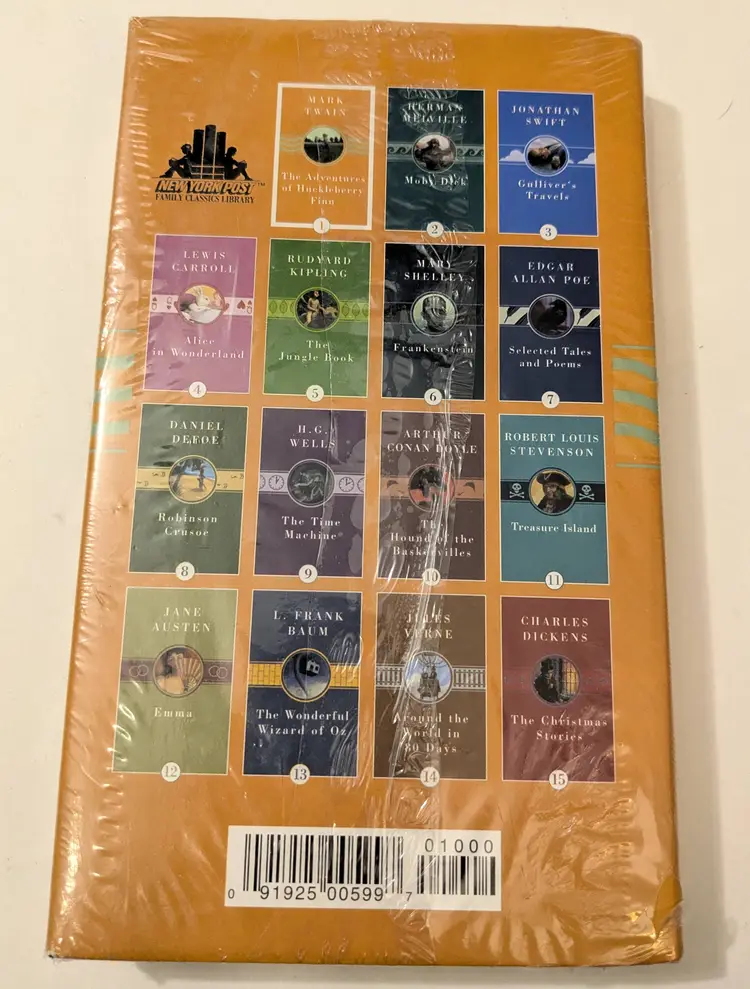 NEW YORK POST™
FAMILY CLASSICS LIBRARY
MARK
TWAIN
The Adventures
of Huckleberry
Finn
1
HERMAN
MELVILLE
Moby Dick
2
JONATHAN
SWIFT
Gulliver's
Travels
3
LEWIS
CARROLL
Alice
in Wonderland
4
RUDYARD
KIPLING
The
Jungle Book
5
MARY
SHELLEY
Frankenstein
6
EDGAR
ALLAN POE
Selected Tales
and Poems
7
DANIEL
DEFOE
Robinson
Crusoe
8
H.G.
WELLS
The Time
Machine
9
ARTHUR
CONAN DOYLE
The
Hound of the
Baskervilles
10
ROBERT LOUIS
STEVENSON
Treasure Island
11
JANE
AUSTEN
Emma
12
L. FRANK
BAUM
The Wonderful
Wizard of Oz
13
JULES
VERNE
Around the
World in
80 Days
14
CHARLES
DICKENS
The Christmas
Stories
15
01000
0 91925 00599 7